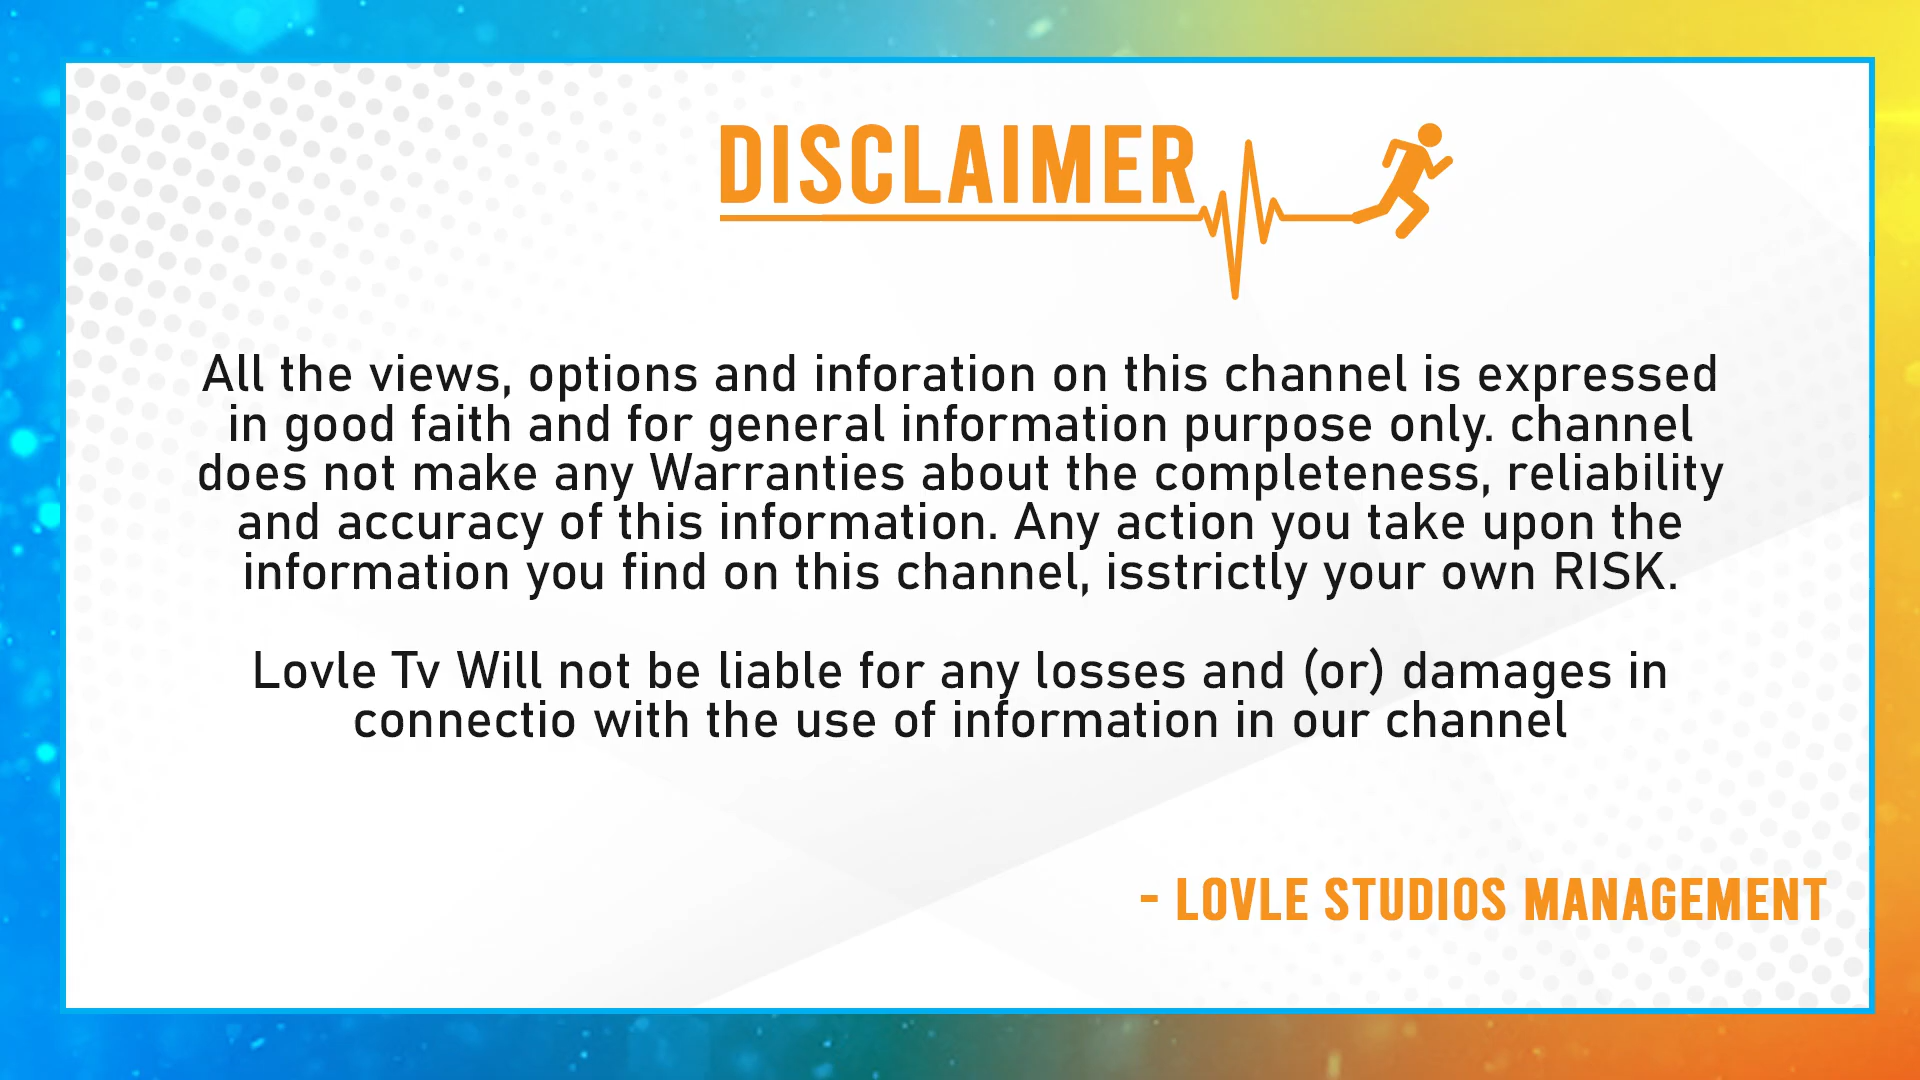 DISCLAIMER
All the views, options and inforation on this channel is expressed
in good faith and for general information purpose only. channel
does not make any Warranties about the completeness, reliability
and accuracy of this information. Any action you take upon the
information you find on this channel, isstrictly your own RISK.
Lovle Tv Will not be liable for any losses and (or) damages in
connectio with the use of information in our channel
- LOVLE STUDIOS MANAGEMENT